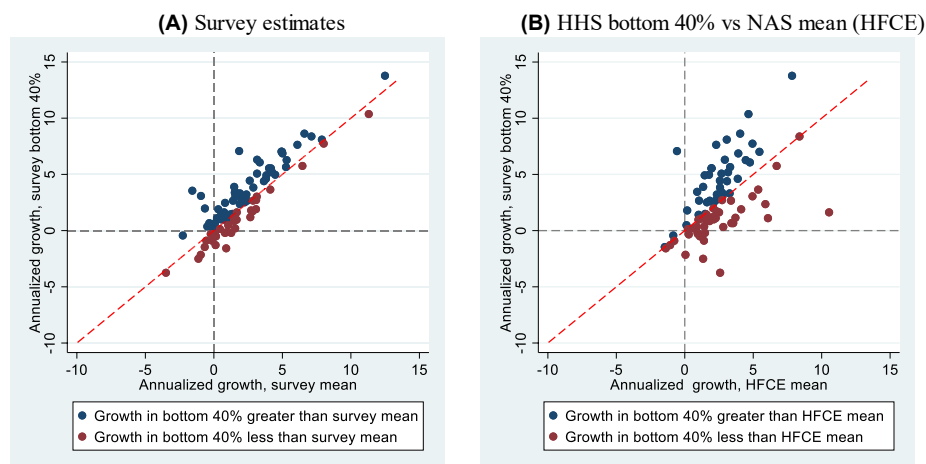 (A) Survey estimates
Annualized growth, survey bottom 40%
15
10
5
0
-5
-10
-10 -5 0 5 10 15
Annualized growth, survey mean
Growth in bottom 40% greater than survey mean
Growth in bottom 40% less than survey mean
(B) HHS bottom 40% vs NAS mean (HFCE)
Annualized growth, survey bottom 40%
15
10
5
0
-5
-10
-10 -5 0 5 10 15
Annualized growth, HFCE mean
Growth in bottom 40% greater than HFCE mean
Growth in bottom 40% less than HFCE mean